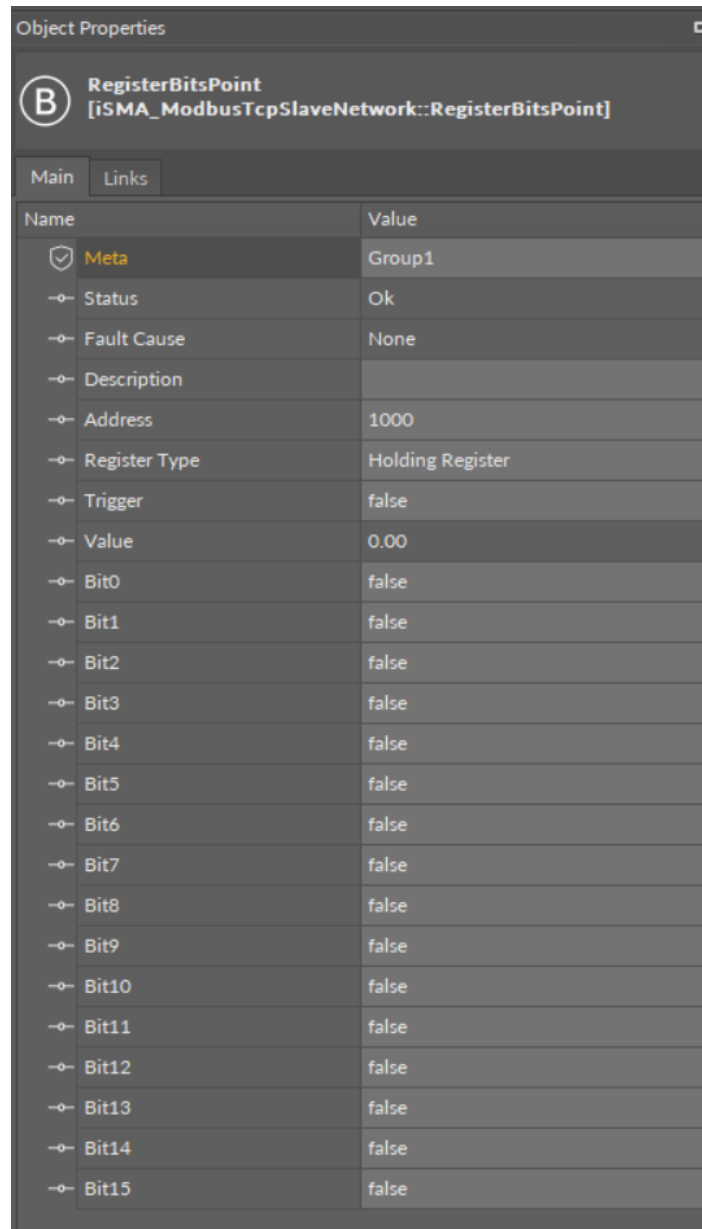 Object Properties
B
RegisterBitsPoint
[iSMA_ModbusTcpSlaveNetwork::RegisterBitsPoint]
Main Links
Name Value
Meta Group1
Status Ok
Fault Cause None
Description
Address 1000
Register Type Holding Register
Trigger false
Value 0.00
Bit0 false
Bit1 false
Bit2 false
Bit3 false
Bit4 false
Bit5 false
Bit6 false
Bit7 false
Bit8 false
Bit9 false
Bit10 false
Bit11 false
Bit12 false
Bit13 false
Bit14 false
Bit15 false